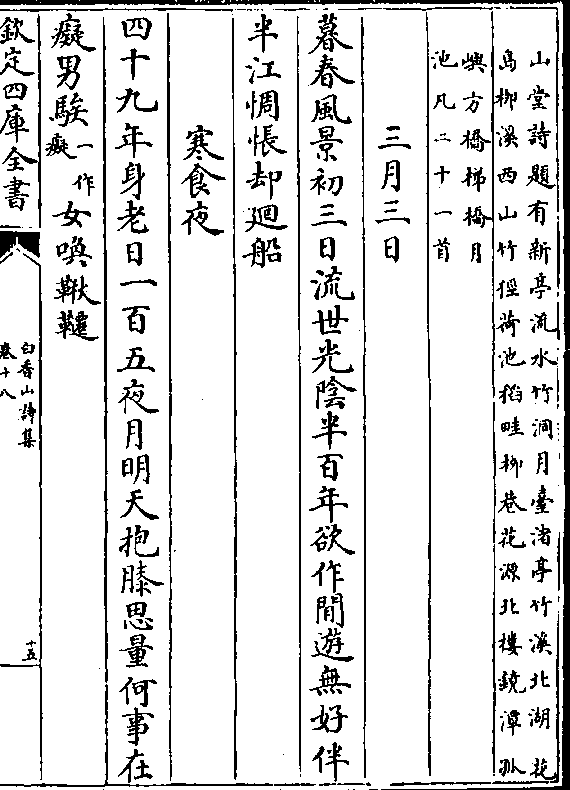 山堂詩題有新亭流水竹洞月臺渚亭竹溪北湖花
島栁溪西山竹徑荷池稻畦栁巷花源北樓鏡潭孤
嶼方橋梯橋月
池凡二十一首
三月三日
暮春風景初三日流世光陰半百年欲作閒遊無好伴
半江惆悵却廻船
寒食夜
四十九年身老日一百五夜月明天抱膝思量何事在
癡男騃一作癡女喚鞦韆
欽定四庫全書
白香山詩集
卷十八
十五